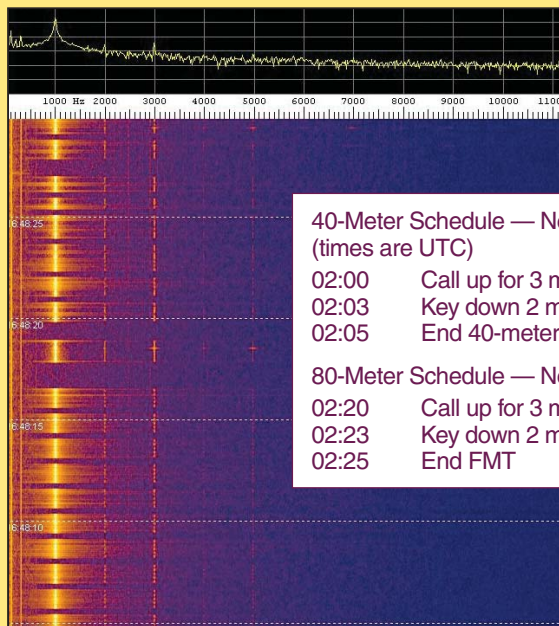 1000 Hz 2000 3000 4000 5000 6000 7000 8000 9000 10000
40-Meter Schedule —
(times are UTC)
6:48:25
02:00 Call up for 3
02:03 Key down 2
02:05 End 40-meter
6:48:20
80-Meter Schedule —
02:20 Call up for 3
02:23 Key down 2
02:25 End FMT
6:48:15
6:48:10